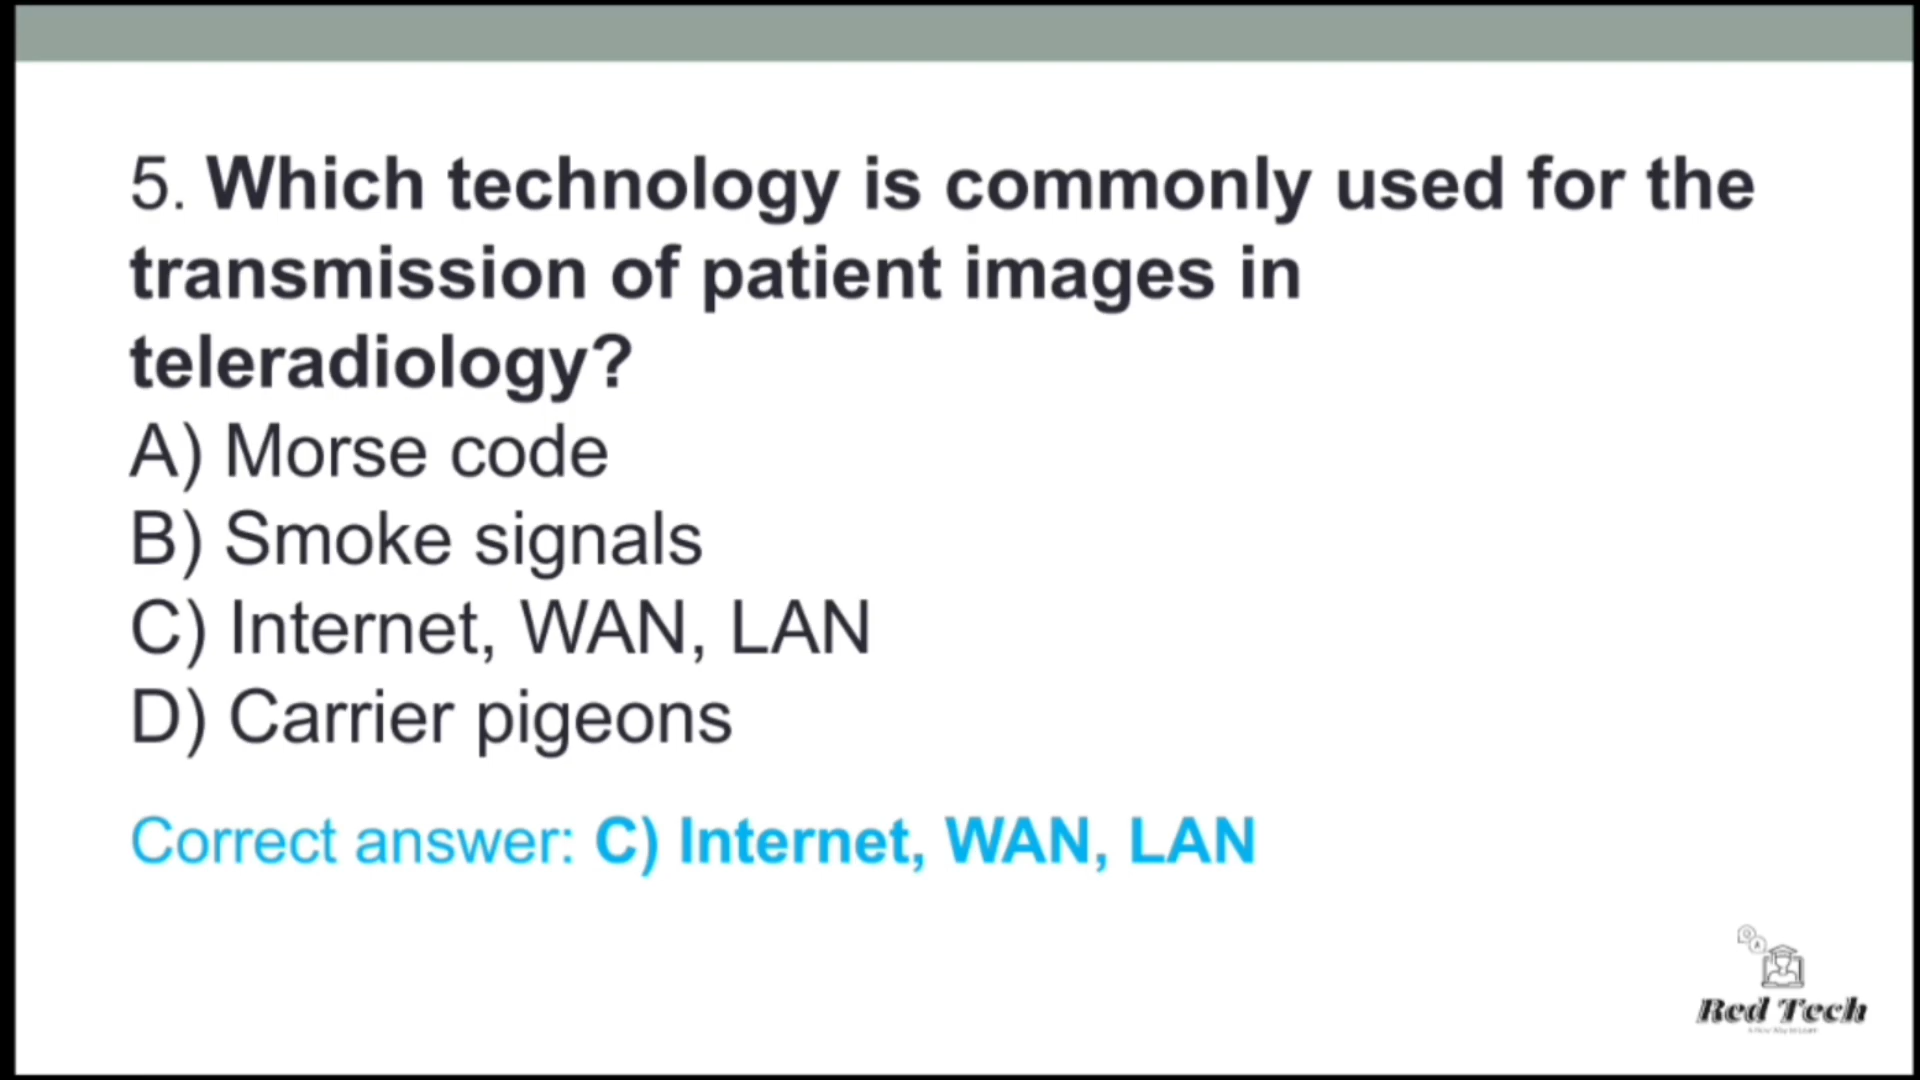 5. Which technology is commonly used for the
transmission of patient images in
teleradiology?
A) Morse code
B) Smoke signals
C) Internet, WAN, LAN
D) Carrier pigeons
Correct answer: C) Internet, WAN, LAN
Q
A
Red Tech